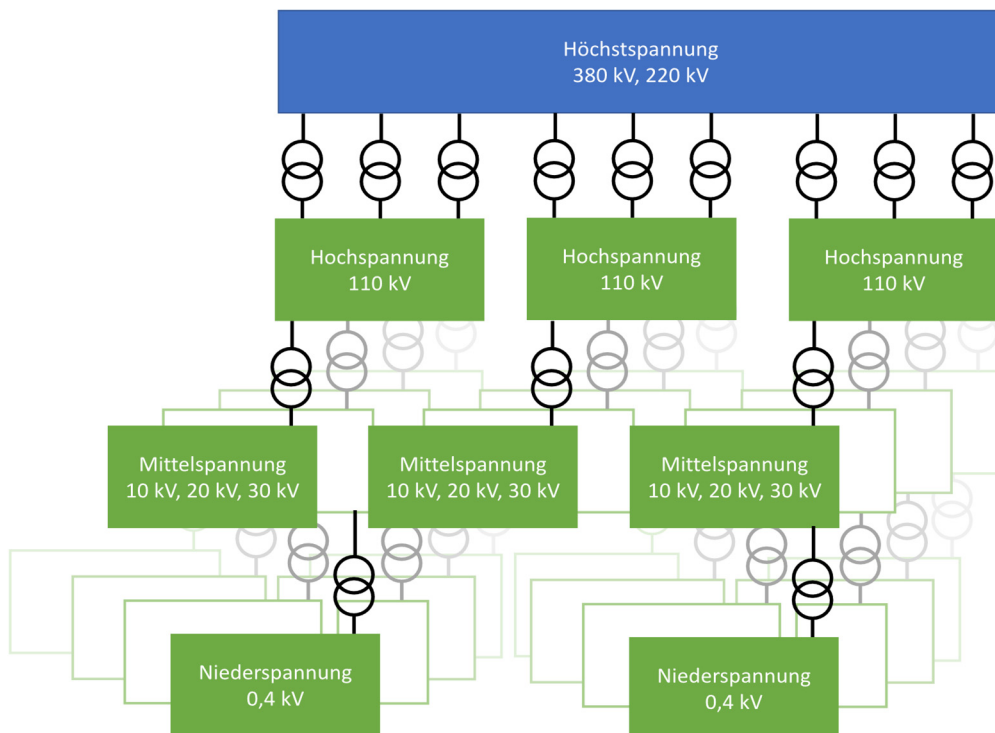 Höchstspannung
380 kV, 220 kV
Hochspannung
110 kV
Hochspannung
110 kV
Hochspannung
110 kV
Mittelspannung
10 kV, 20 kV, 30 kV
Mittelspannung
10 kV, 20 kV, 30 kV
Mittelspannung
10 kV, 20 kV, 30 kV
Niederspannung
0,4 kV
Niederspannung
0,4 kV